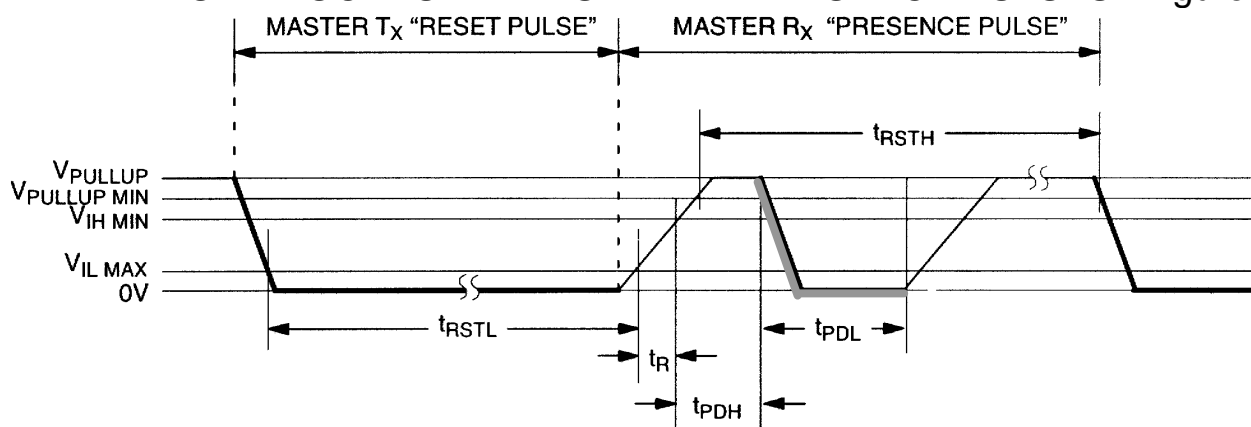 MASTER TX “RESET PULSE”
MASTER RX “PRESENCE PULSE”
tRSTH
VPULLUP
VPULLUP MIN
VIH MIN
VIL MAX
0V
tRSTL
tPDL
tR
tPDH